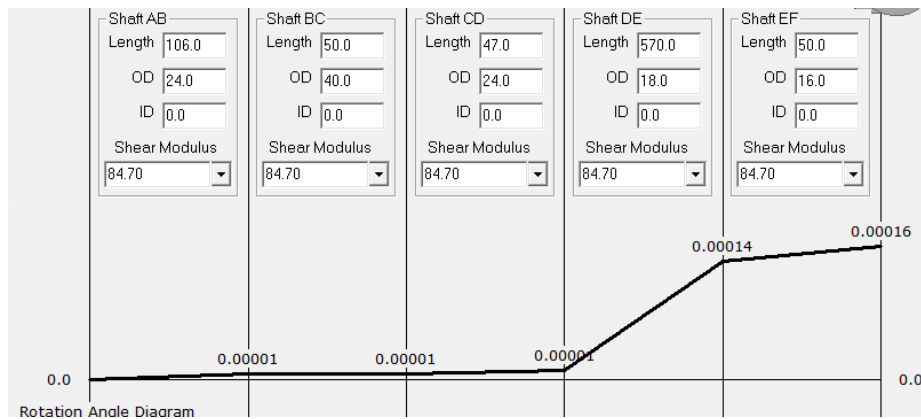 Shaft AB Shaft BC Shaft CD Shaft DE Shaft EF
Length 106.0 Length 50.0 Length 47.0 Length 570.0 Length 50.0
OD 24.0 OD 40.0 OD 24.0 OD 18.0 OD 16.0
ID 0.0 ID 0.0 ID 0.0 ID 0.0 ID 0.0
Shear Modulus Shear Modulus Shear Modulus Shear Modulus Shear Modulus
84.70 84.70 84.70 84.70 84.70
0.00016
0.00014
0.00001 0.00001 0.00001
0.0 0.0
Rotation Angle Diagram